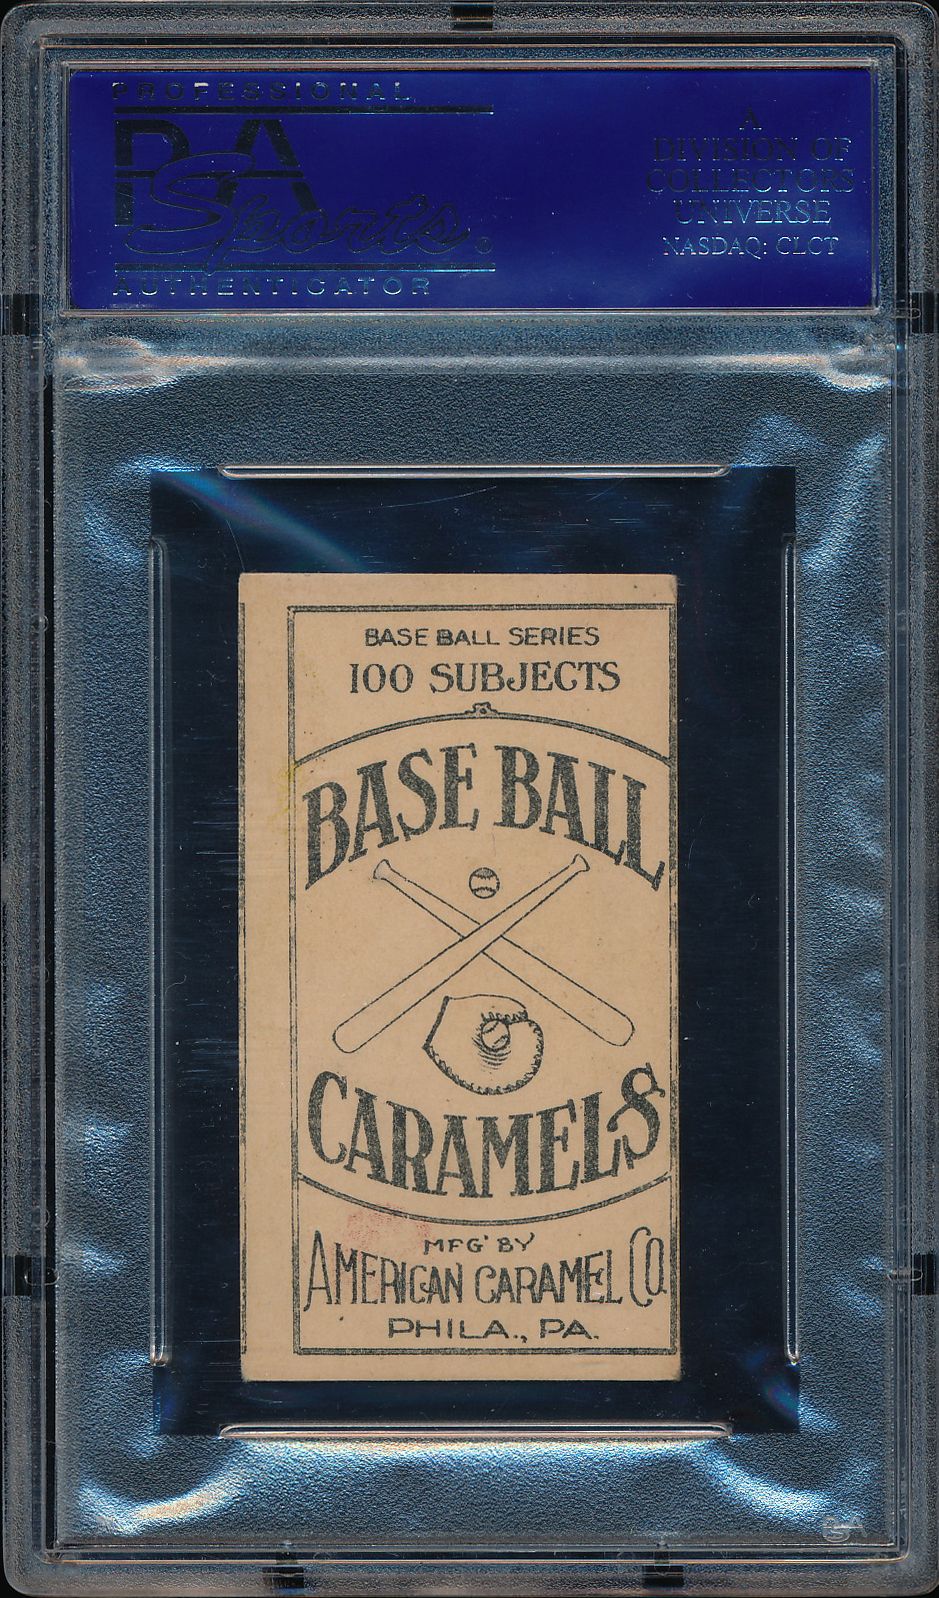 PROFESSIONAL
PSA
Sports®
AUTHENTICATOR
A
DIVISION OF
COLLECTORS
UNIVERSE
NASDAQ: CLCT
BASE BALL SERIES
100 SUBJECTS
BASE BALL
CARAMELS
MFG' BY
AMERICAN CARAMEL CO.
PHILA., PA.
PSA